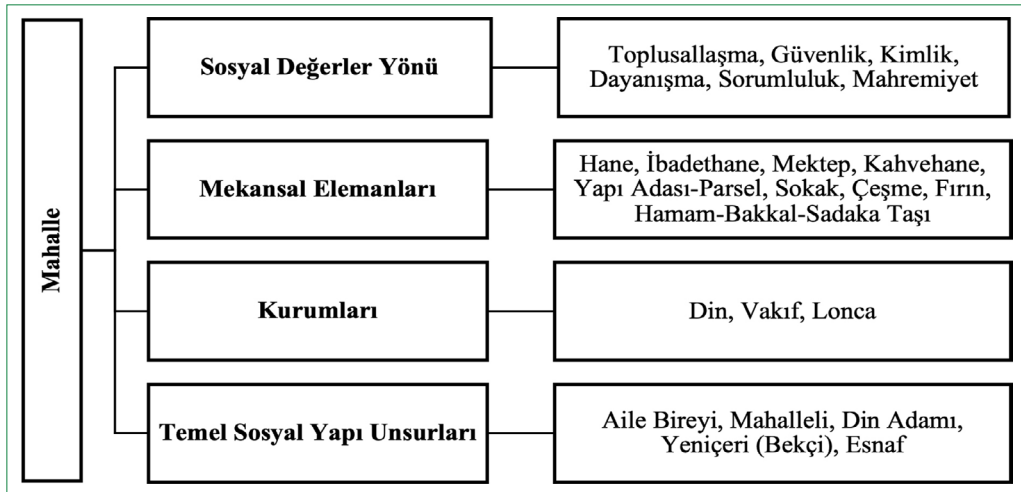 Mahalle
Sosyal Değerler Yönü
Toplusallaşma, Güvenlik, Kimlik,
Dayanışma, Sorumluluk, Mahremiyet
Mekansal Elemanları
Hane, İbadethane, Mektep, Kahvehane,
Yapı Adası-Parsel, Sokak, Çeşme, Fırın,
Hamam-Bakkal-Sadaka Taşı
Kurumları
Din, Vakıf, Lonca
Temel Sosyal Yapı Unsurları
Aile Bireyi, Mahalleli, Din Adamı,
Yeniçeri (Bekçi), Esnaf